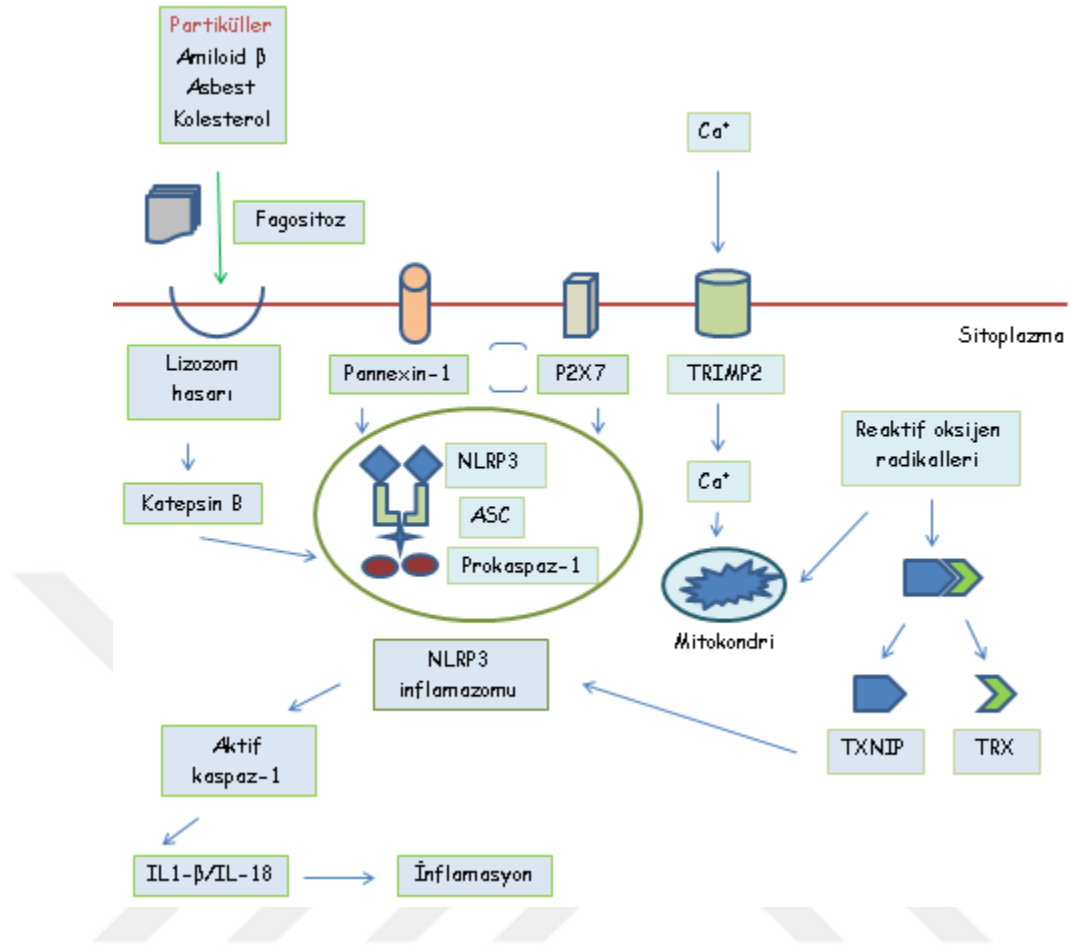 Partiküller
Amiloid β
Asbest
Kolesterol
Ca⁺
Fagositoz
Sitoplazma
Lizozom
hasarı
Pannexin-1
P2X7
TRIMP2
Reaktif oksijen
radikalleri
NLRP3
Ca⁺
Katepsin B
ASC
Prokaspaz-1
Mitokondri
NLRP3
inflamazomu
Aktif
kaspaz-1
TXNIP
TRX
IL1-β/IL-18
İnflamasyon